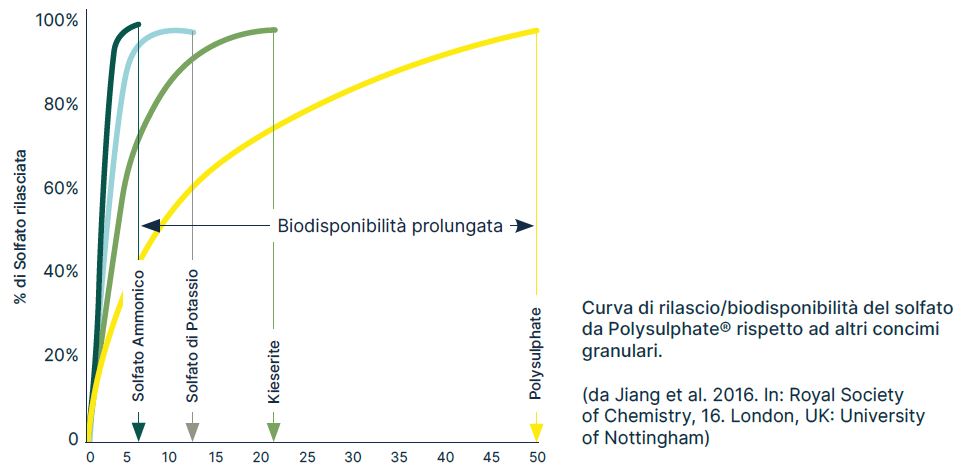 100%
80%
60%
40%
20%
0
% di Solfato rilasciata
Biodisponibilità prolungata
Solfato Ammonico
Solfato di Potassio
Kieserite
Polysulphate
0 5 10 15 20 25 30 35 40 45 50
Curva di rilascio/biodisponibilità del solfato
da Polysulphate® rispetto ad altri concimi
granulari.
(da Jiang et al. 2016. In: Royal Society
of Chemistry, 16. London, UK: University
of Nottingham)